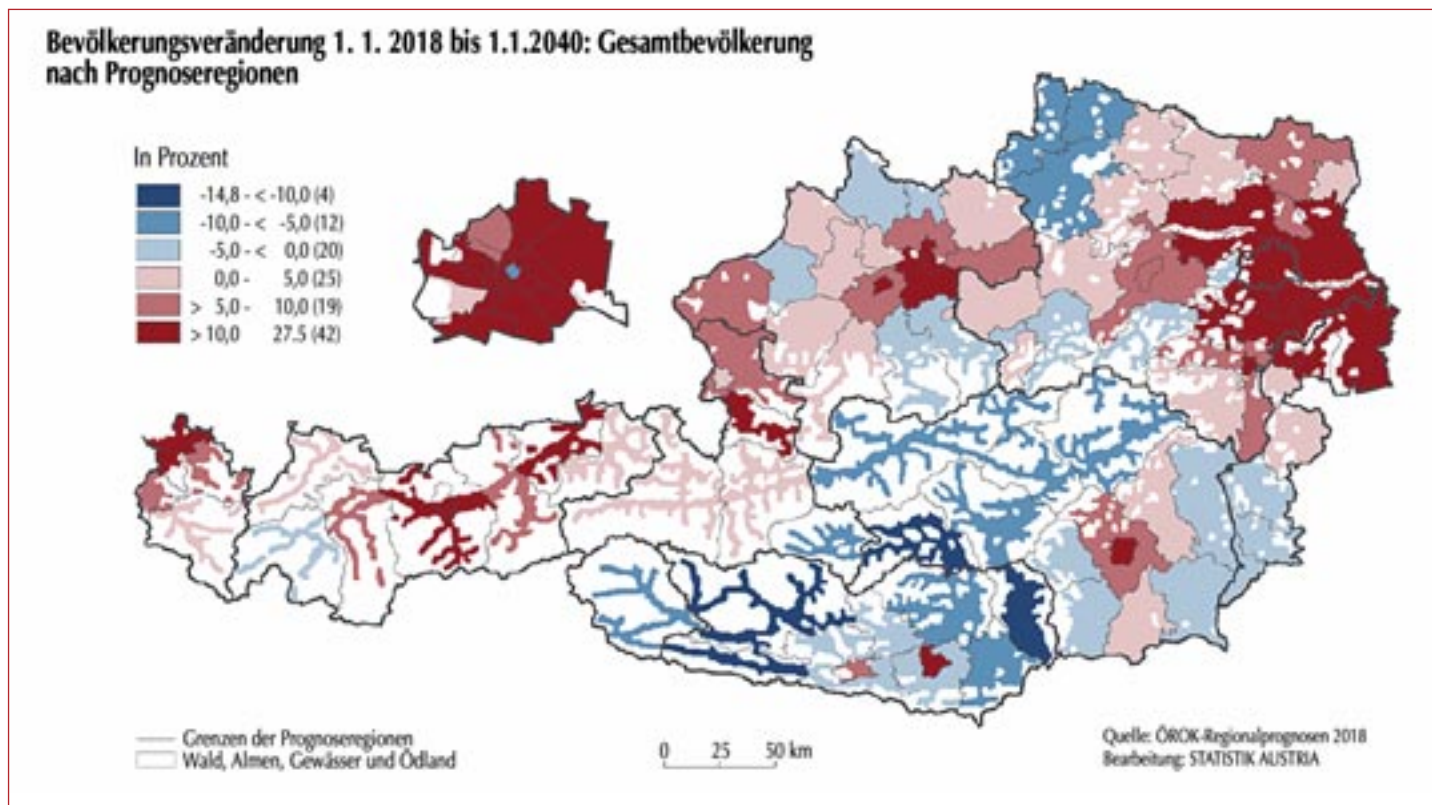 Bevölkerungsveränderung 1. 1. 2018 bis 1.1.2040: Gesamtbevölkerung
nach Prognoseregionen
In Prozent
-14,8 - < -10,0 (4)
-10,0 - < -5,0 (12)
-5,0 - < 0,0 (20)
0,0 - 5,0 (25)
> 5,0 - 10,0 (19)
> 10,0 27.5 (42)
Grenzen der Prognoseregionen
Wald, Almen, Gewässer und Ödland
0 25 50 km
Quelle: ÖROK-Regionalprognosen 2018
Bearbeitung: STATISTIK AUSTRIA